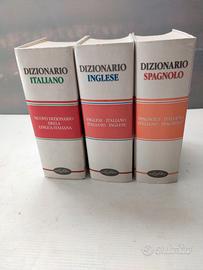 DIZIONARIO
ITALIANO
NUOVO DIZIONARIO
DELLA
LINGUA ITALIANA
DIZIONARIO
INGLESE
INGLESE - ITALIANO
ITALIANO - INGLESE
DIZIONARIO
SPAGNOLO
SPAGNOLO - ITALIANO
ITALIANO - SPAGNOLO